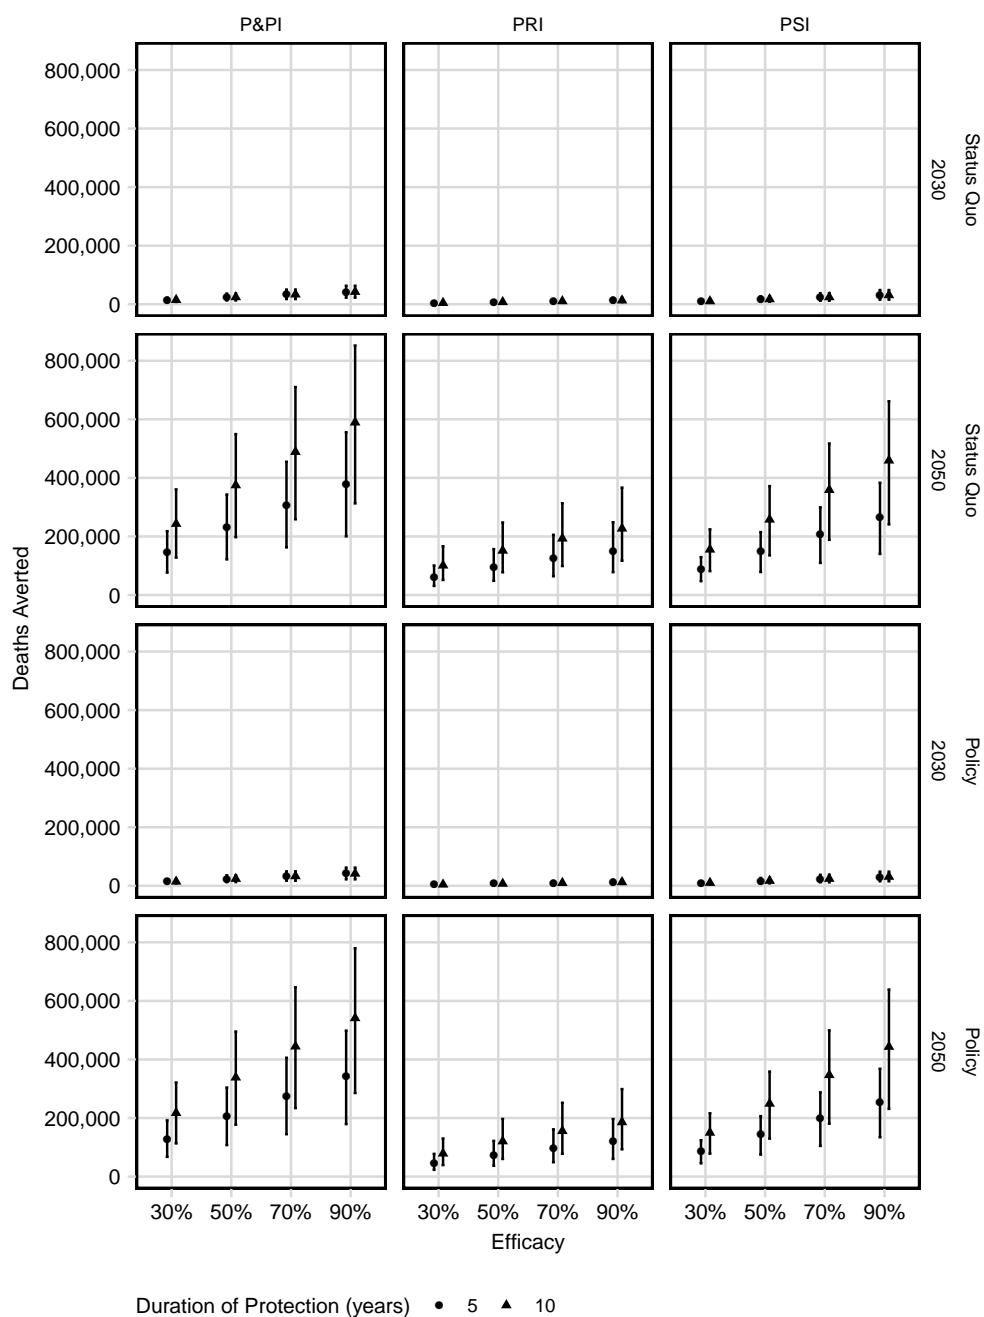 P&PI PRI PSI
800,000
600,000
400,000
200,000
0
Status Quo
2030
800,000
600,000
400,000
200,000
0
Status Quo
2050
Deaths Averted
800,000
600,000
400,000
200,000
0
Policy
2030
800,000
600,000
400,000
200,000
0
Policy
2050
30% 50% 70% 90% 30% 50% 70% 90% 30% 50% 70% 90%
Efficacy
Duration of Protection (years) 5 10